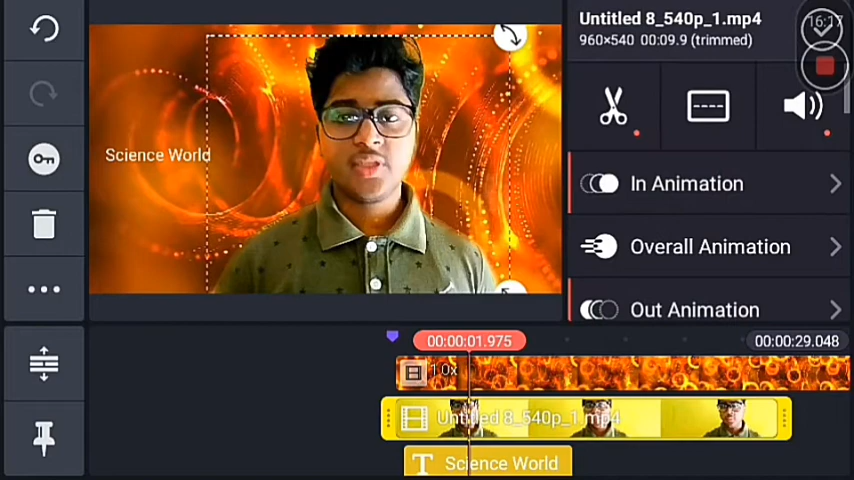 Untitled 8_540p_1.mp4
960×540 00:09.9 (trimmed)
16:17
Science World
In Animation
Overall Animation
Out Animation
00:00:01.975
00:00:29.048
1.0x
Untitled 8_540p_1.mp4
Science World